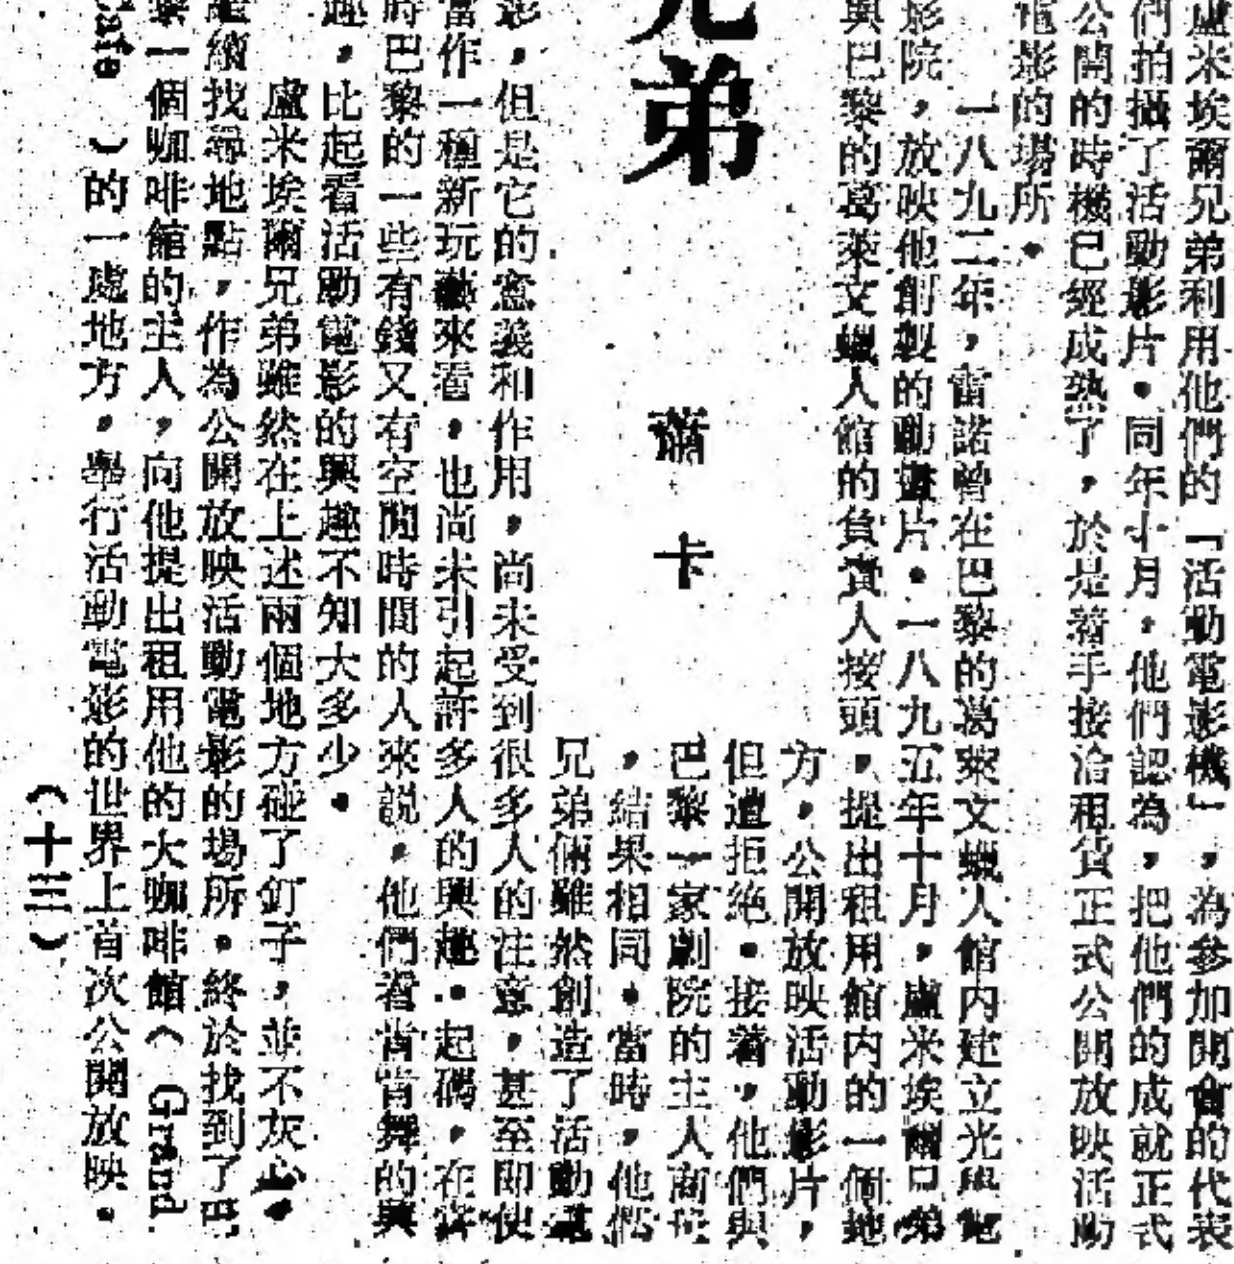 盧米埃爾兄弟利用他們的「活動電影機」，為參加開會的代表
們拍攝了活動影片。同年十月，他們認為，把他們的成就正式
公開的時機已經成熟了，於是着手接洽租賃正式公開放映活動
電影的場所。
一八九二年，雷諾曾在巴黎的葛萊文蠟人館內建立光學電
影院，放映他創製的動畫片。一八九五年十月，盧米埃爾兄弟
與巴黎的葛萊文蠟人館的負責人接頭，提出租用館內的一個地
方，公開放映活動影片，
但遭拒絕。接着，他們與
巴黎一家劇院的主人商
，結果相同。當時，他們
兄弟倆雖然創造了活動電
兄弟
卡
影，但是它的意義和作用，尚未受到很多人的注意，甚至即使
當作一種新玩藝來看，也尚未引起許多人的興趣。起碼，在當
時巴黎的一些有錢又有空閒時間的人來說，他們看肯肯舞的興
趣，比起看活動電影的興趣不知大多少。
盧米埃爾兄弟雖然在上述兩個地方碰了釘子，並不灰心，
繼續找尋地點，作為公開放映活動電影的場所。終於找到了巴
黎一個咖啡館的主人，向他提出租用他的大咖啡館（Grand
Cafe）的一處地方，舉行活動電影的世界上首次公開放映。
（十三）